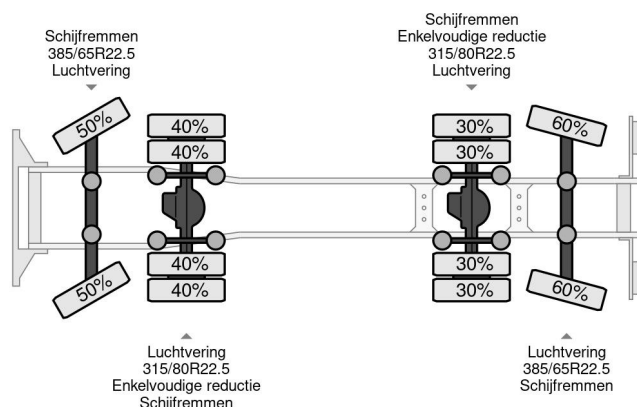 Schijfremmen
385/65R22.5
Luchtvering
Schijfremmen
Enkelvoudige reductie
315/80R22.5
Luchtvering
50%
40%
40%
30%
30%
60%
50%
40%
40%
30%
30%
60%
Luchtvering
315/80R22.5
Enkelvoudige reductie
Schijfremmen
Luchtvering
385/65R22.5
Schijfremmen